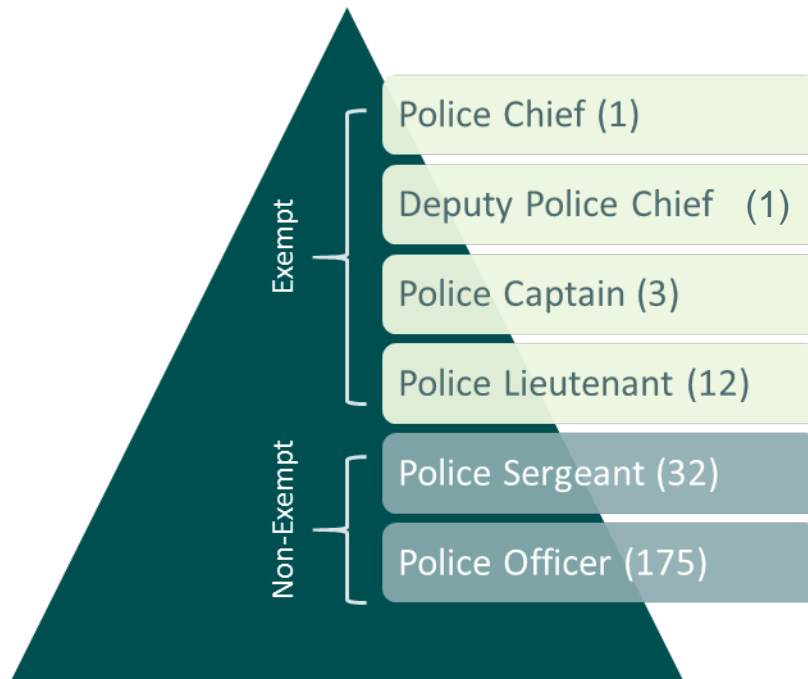 Police Chief (1)
Deputy Police Chief (1)
Exempt
Police Captain (3)
Police Lieutenant (12)
Police Sergeant (32)
Non-Exempt
Police Officer (175)